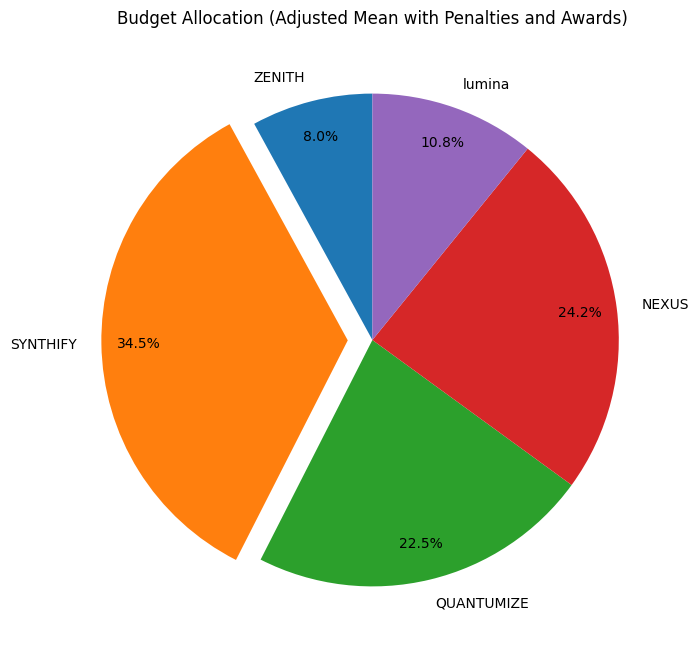 Budget Allocation (Adjusted Mean with Penalties and Awards)
ZENITH
lumina
8.0%
10.8%
NEXUS
24.2%
SYNTHIFY
34.5%
22.5%
QUANTUMIZE